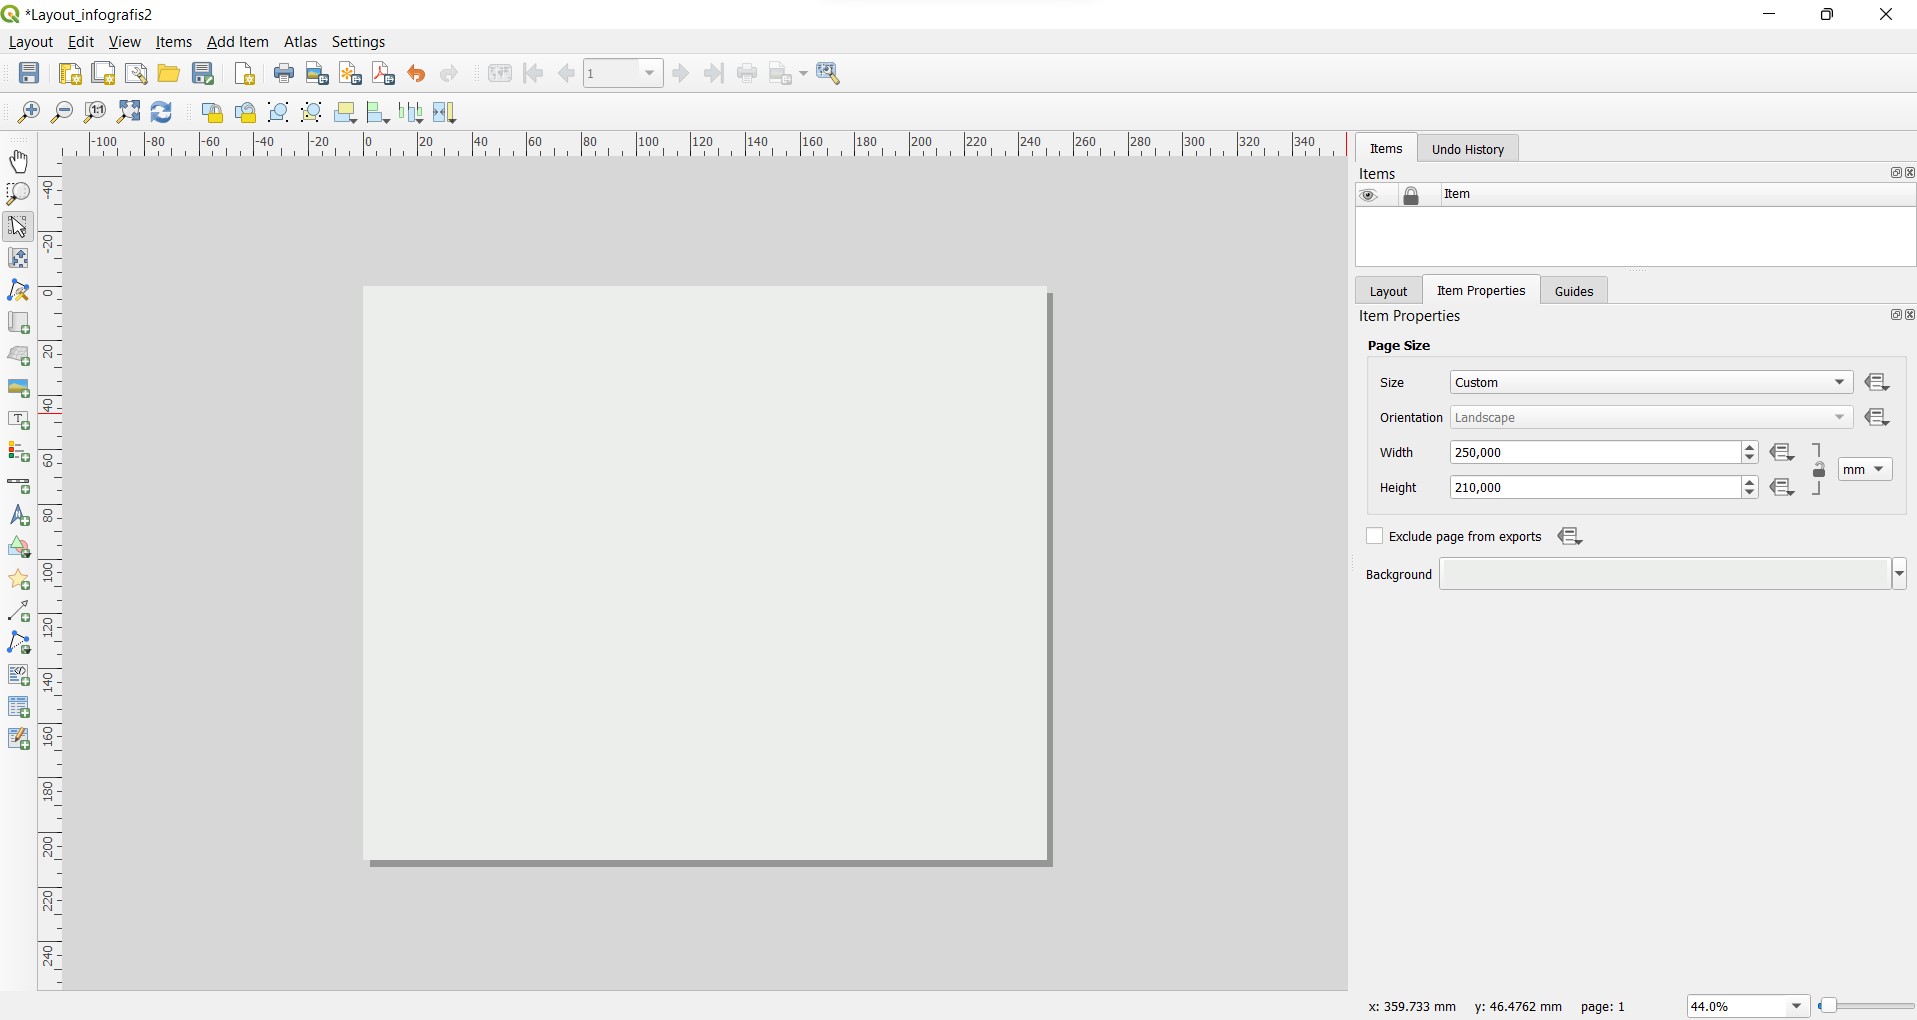 *Layout_infografis2
Layout Edit View Items Add Item Atlas Settings
1
1:1
-100 -80 -60 -40 -20 0 20 40 60 80 100 120 140 160 180 200 220 240 260 280 300 320 340
-40
-20
0
20
40
60
80
100
120
140
160
180
200
220
240
Items Undo History
Items
Item
Layout Item Properties Guides
Item Properties
Page Size
Size Custom
Orientation Landscape
Width 250,000
mm
Height 210,000
Exclude page from exports
Background
x: 359.733 mm y: 46.4762 mm page: 1 44.0%